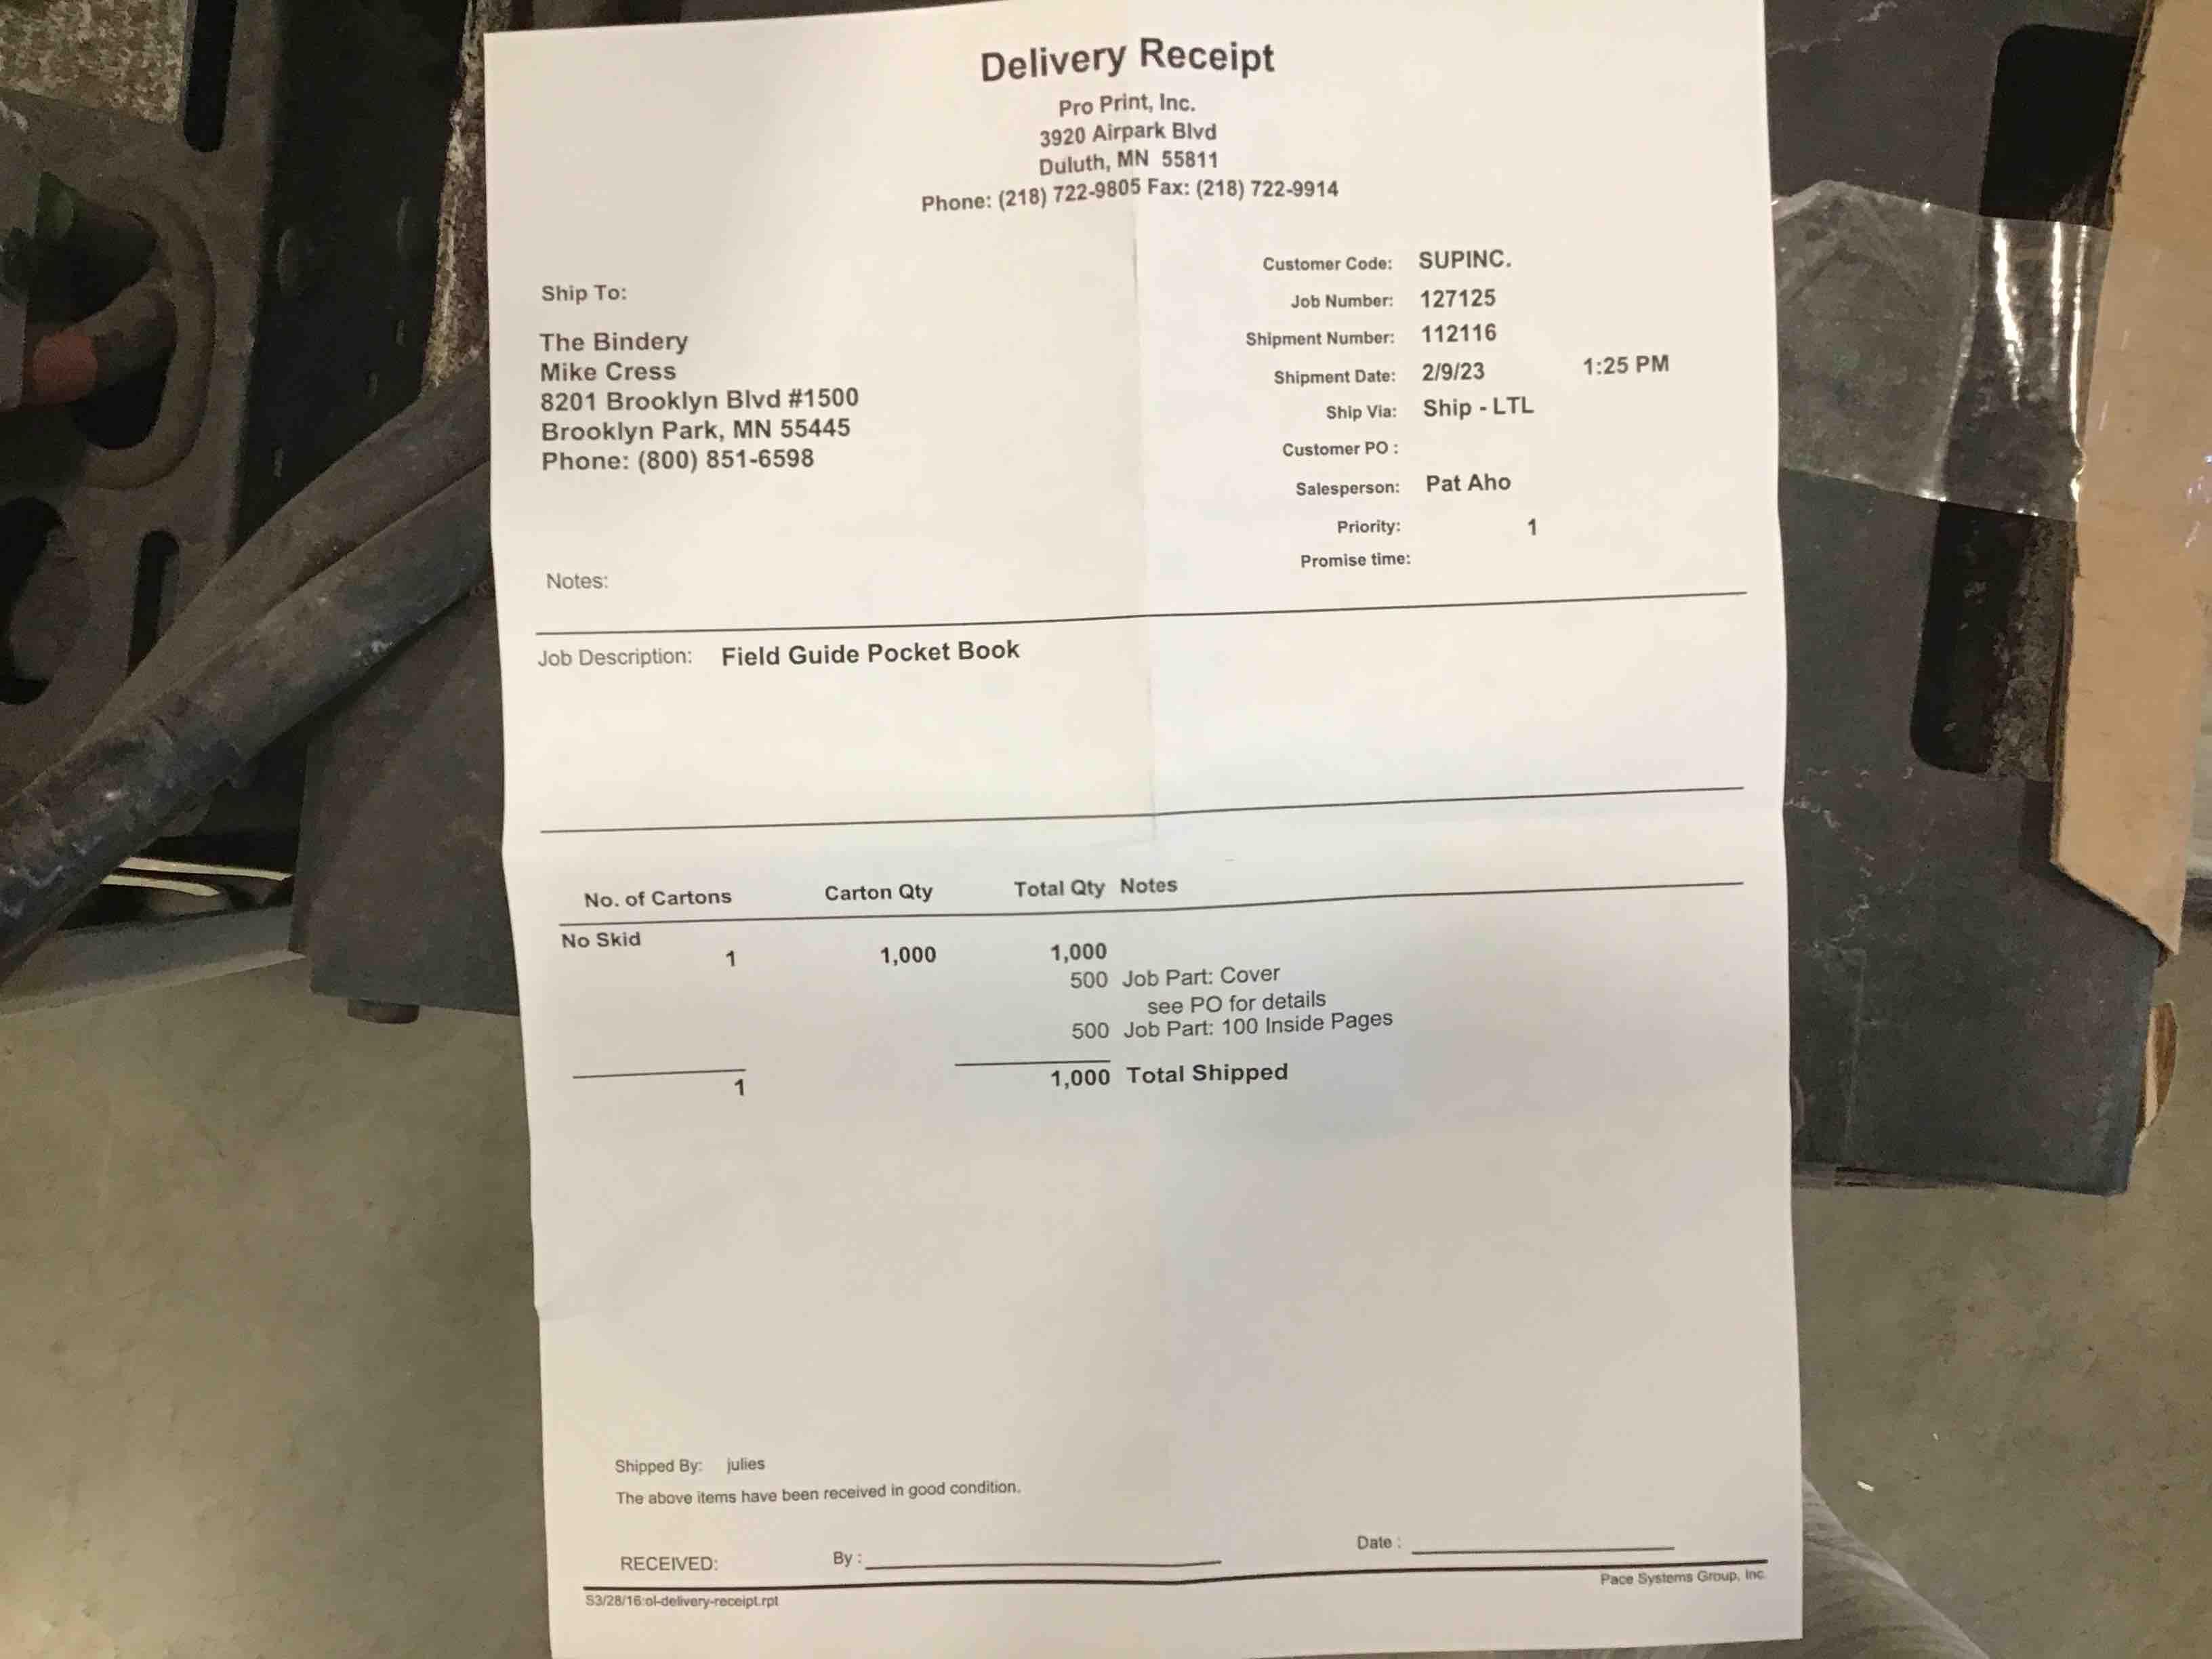 Delivery Receipt
Pro Print, Inc.
3920 Airpark Blvd
Duluth, MN 55811
Phone: (218) 722-9805 Fax: (218) 722-9914
Ship To:
The Bindery
Mike Cress
8201 Brooklyn Blvd #1500
Brooklyn Park, MN 55445
Phone: (800) 851-6598
Customer Code: SUPINC.
Job Number: 127125
Shipment Number: 112116
Shipment Date: 2/9/23 1:25 PM
Ship Via: Ship - LTL
Customer PO :
Salesperson: Pat Aho
Priority: 1
Promise time:
Notes:
Job Description: Field Guide Pocket Book
No. of Cartons Carton Qty Total Qty Notes
No Skid
1 1,000 1,000
500 Job Part: Cover
see PO for details
500 Job Part: 100 Inside Pages
1 1,000 Total Shipped
Shipped By: julies
The above items have been received in good condition.
RECEIVED: By : Date :
Pace Systems Group, Inc.
S3/28/16:ol-delivery-receipt.rpt